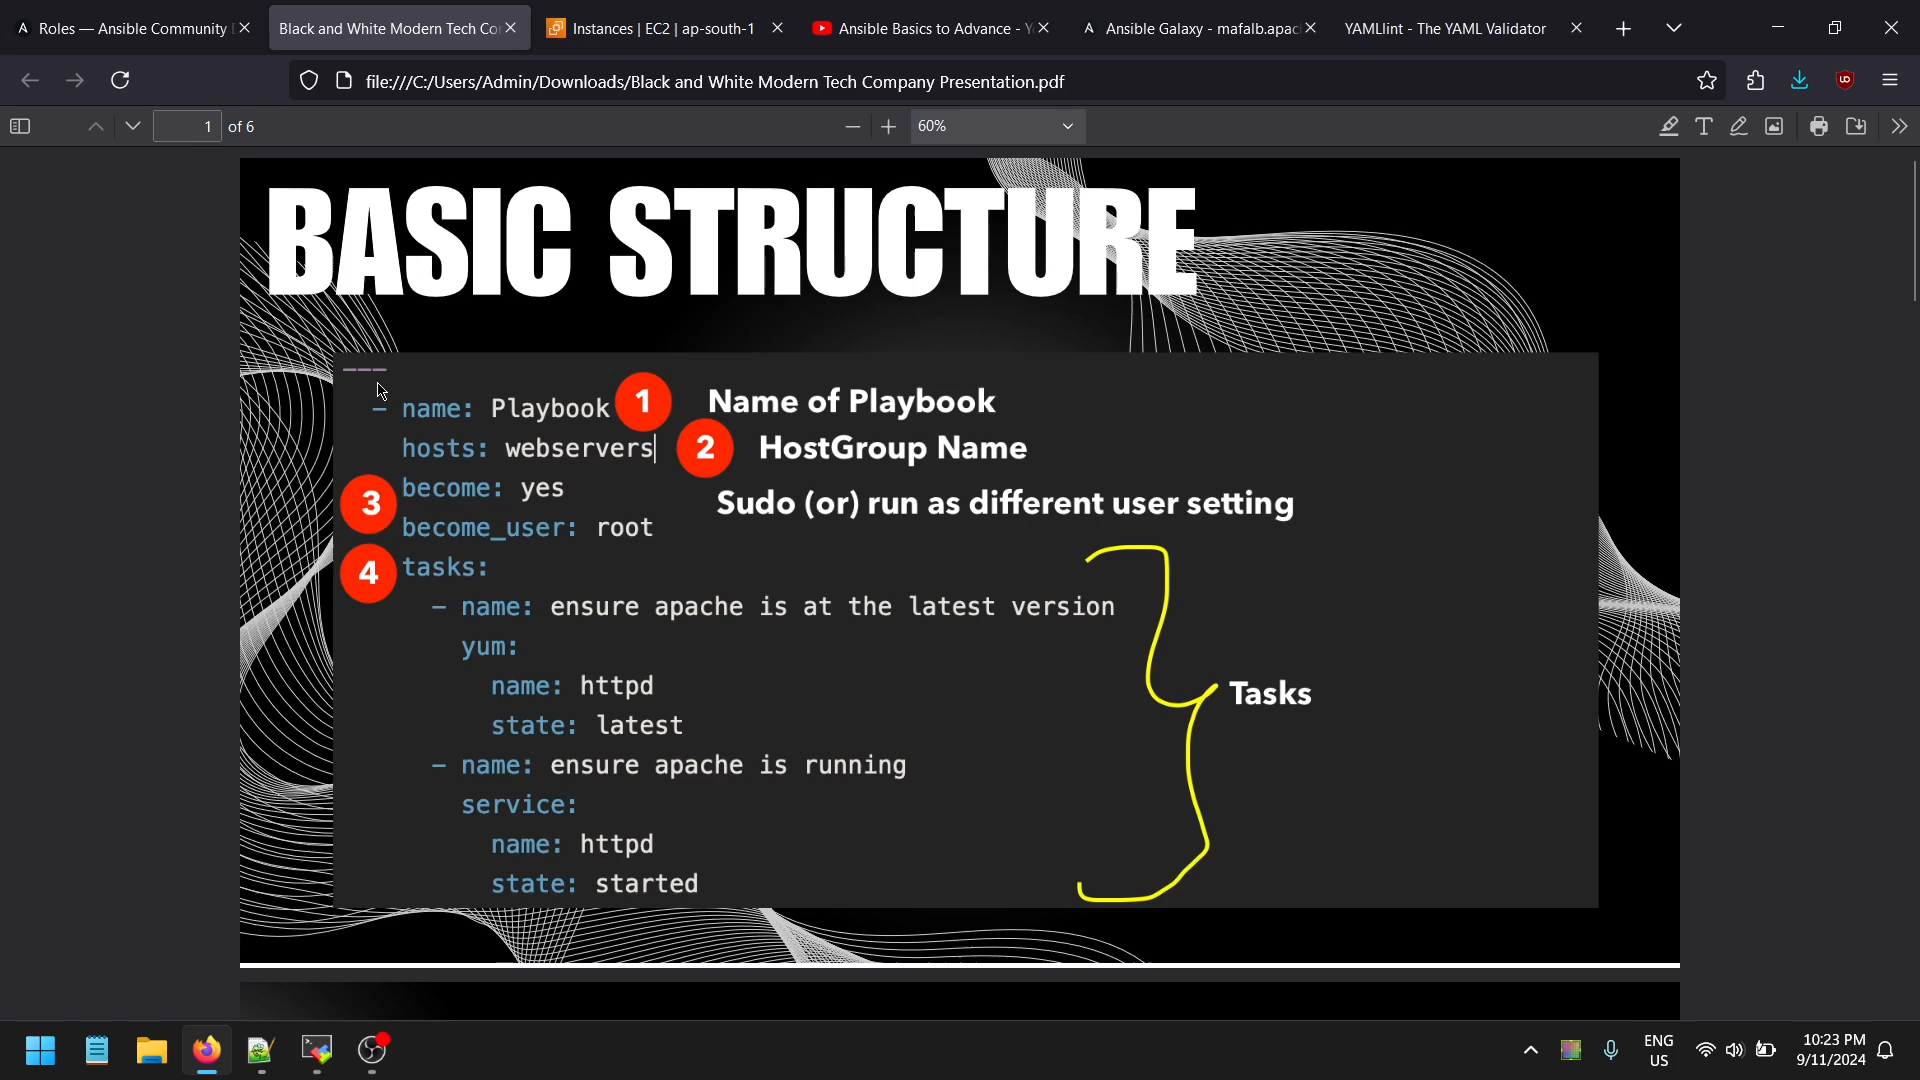 Roles — Ansible Community
Black and White Modern Tech Co
Instances | EC2 | ap-south-1
Ansible Basics to Advance - Y
Ansible Galaxy - mafalb.apac
YAMLlint - The YAML Validator
file:///C:/Users/Admin/Downloads/Black and White Modern Tech Company Presentation.pdf
1 of 6
60%
BASIC STRUCTURE
---
- name: Playbook 1 Name of Playbook
hosts: webservers 2 HostGroup Name
become: yes
3 Sudo (or) run as different user setting
become_user: root
4 tasks:
- name: ensure apache is at the latest version
yum:
name: httpd
Tasks
state: latest
- name: ensure apache is running
service:
name: httpd
state: started
ENG
US
10:23 PM
9/11/2024